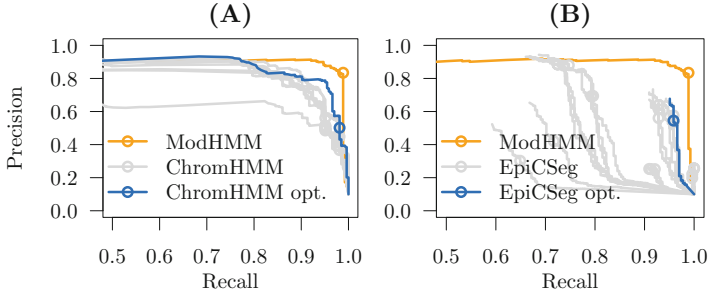 (A)
Precision
1.0
0.8
0.6
0.4
0.2
0.0
ModHMM
ChromHMM
ChromHMM opt.
0.5 0.6 0.7 0.8 0.9 1.0
Recall
(B)
1.0
0.8
0.6
0.4
0.2
0.0
ModHMM
EpiCSeg
EpiCSeg opt.
0.5 0.6 0.7 0.8 0.9 1.0
Recall